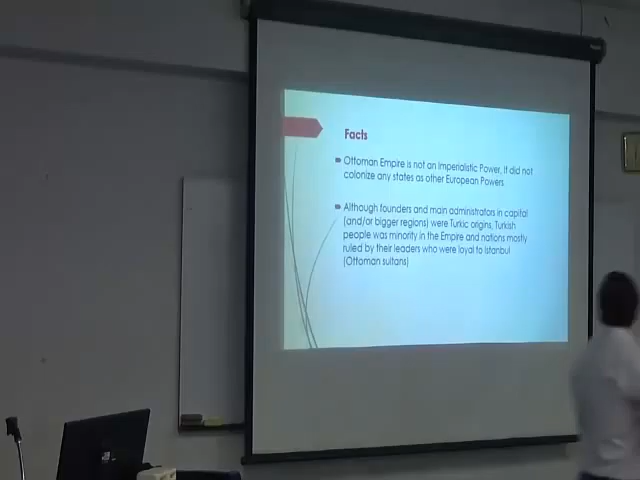 Facts
Ottoman Empire is not an Imperialistic Power, it did not
colonize any states as other European Powers
Although founders and main administrators in capital
(and/or bigger regions) were Turkic origins, Turkish
people was minority in the Empire and nations mostly
ruled by their leaders who were loyal to Istanbul
(Ottoman sultans)